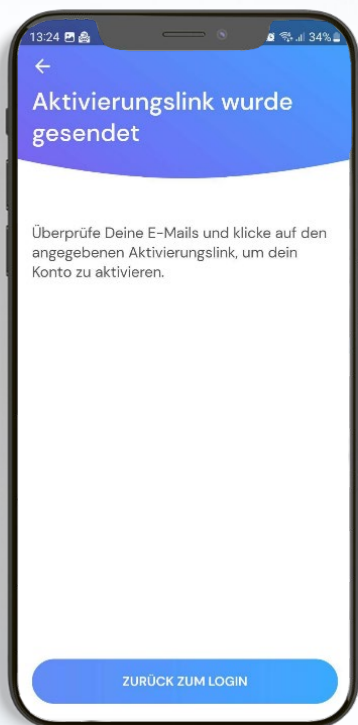 13:24
34%
Aktivierungslink wurde
gesendet
Überprüfe Deine E-Mails und klicke auf den
angegebenen Aktivierungslink, um dein
Konto zu aktivieren.
ZURÜCK ZUM LOGIN